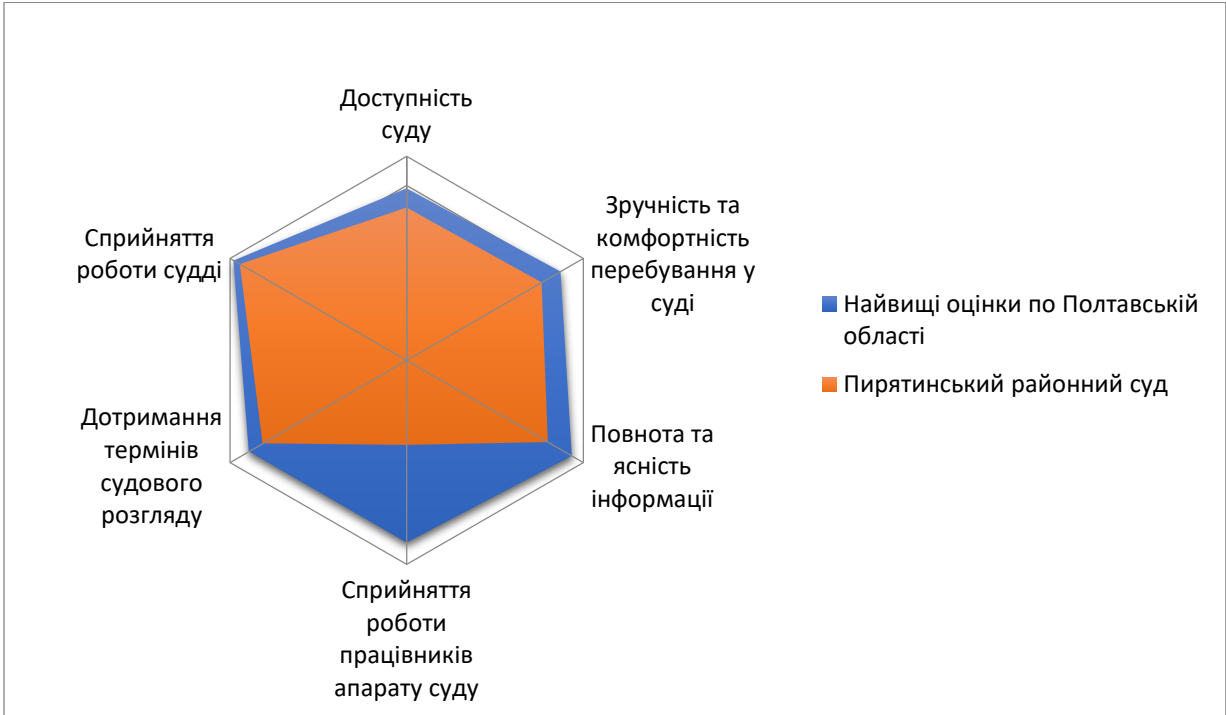 Доступність
суду
Зручність та
комфортність
перебування у
суді
Повнота та
ясність
інформації
Сприйняття
роботи
працівників
апарату суду
Дотримання
термінів
судового
розгляду
Сприйняття
роботи судді
Найвищі оцінки по Полтавській
області
Пирятинський районний суд